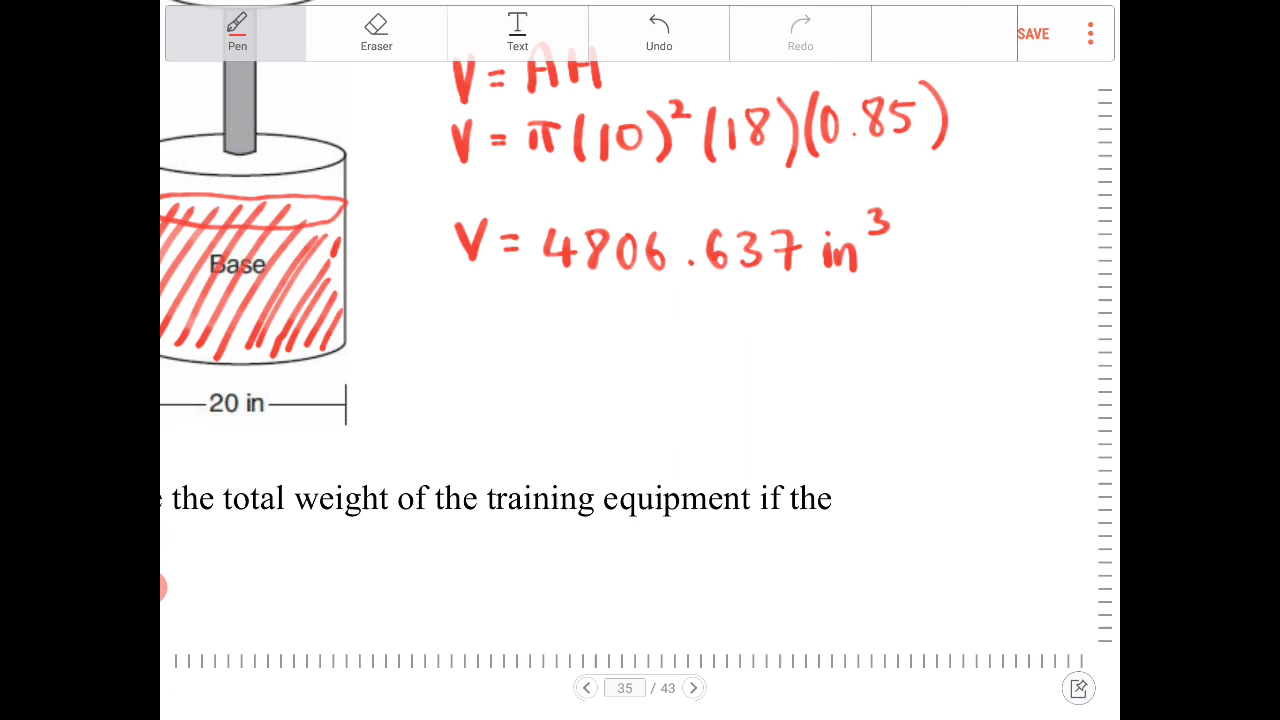 Pen Eraser Text Undo Redo SAVE
V = AH
V = π(10)²(18)(0.85)
V = 4806.637 in³
Base
20 in
the total weight of the training equipment if the
35 / 43